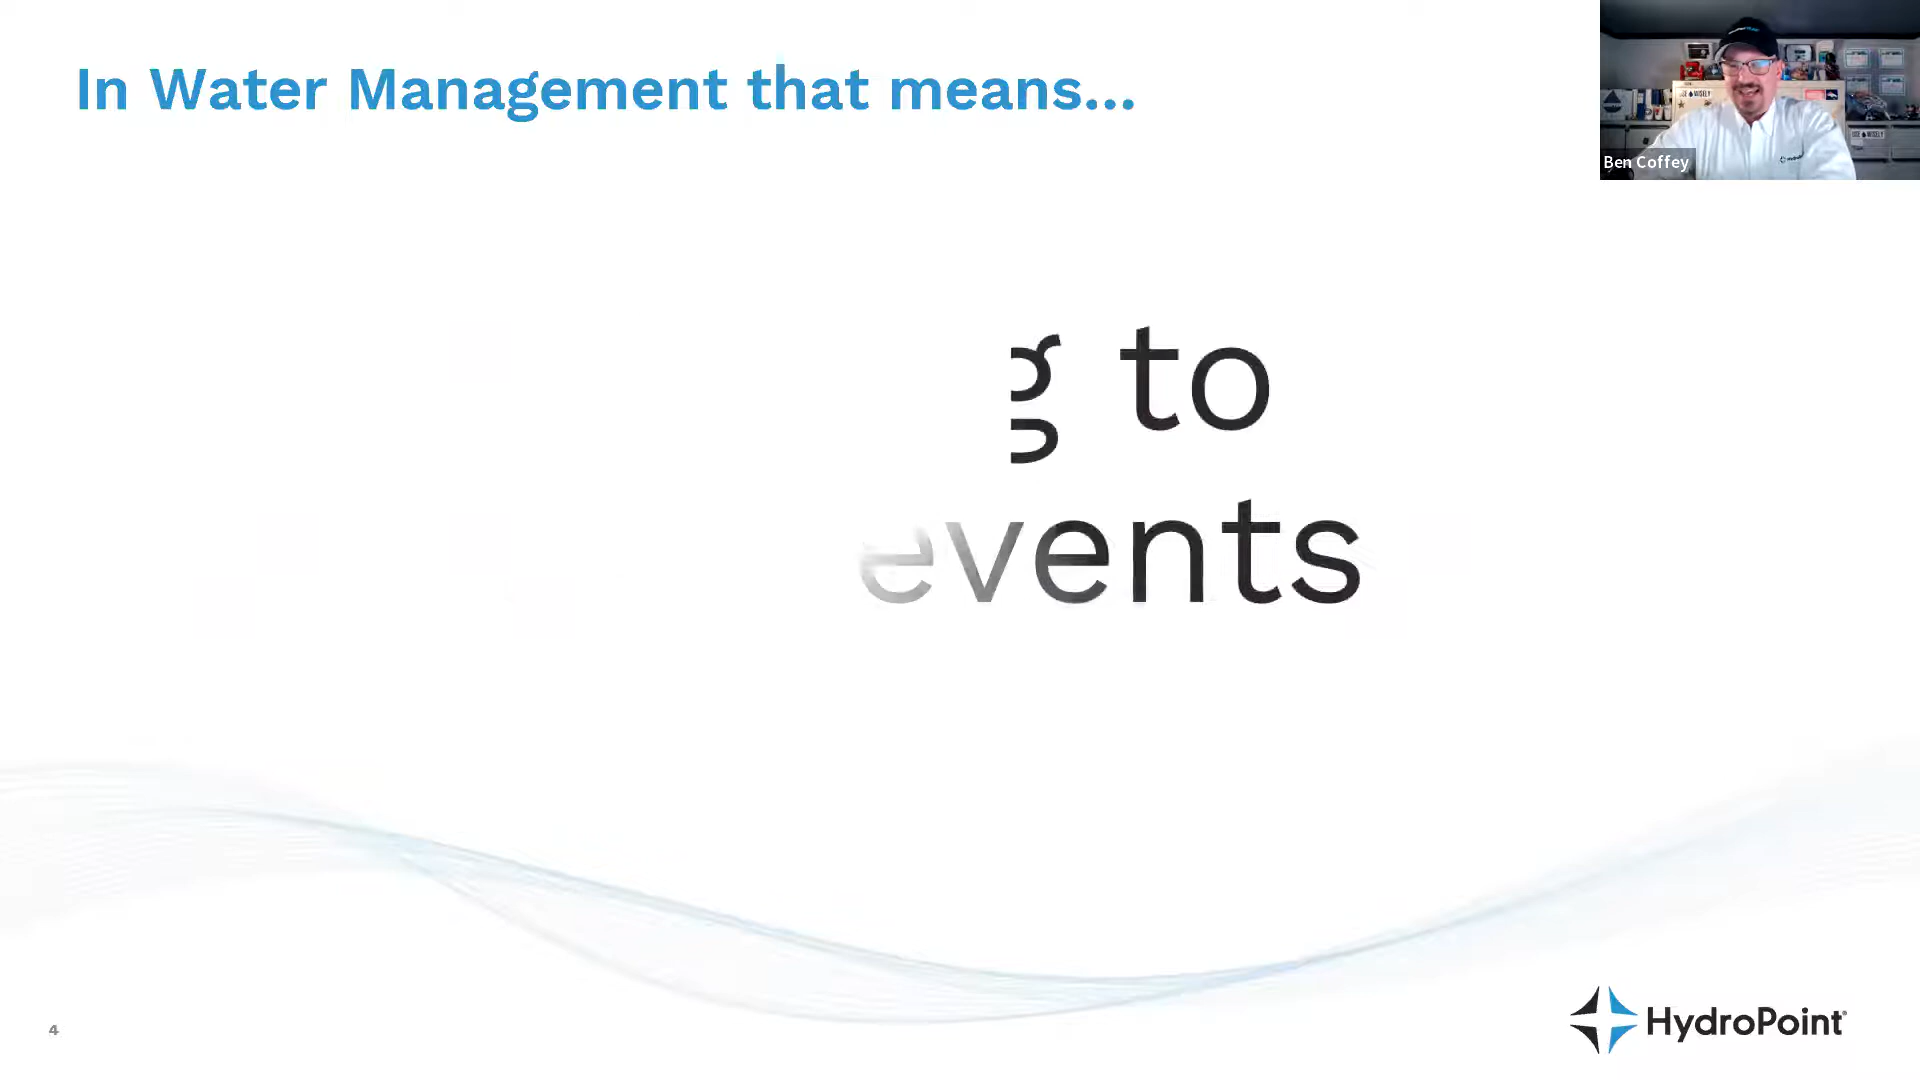 In Water Management that means...
Ben Coffey
g to
events
4
HydroPoint